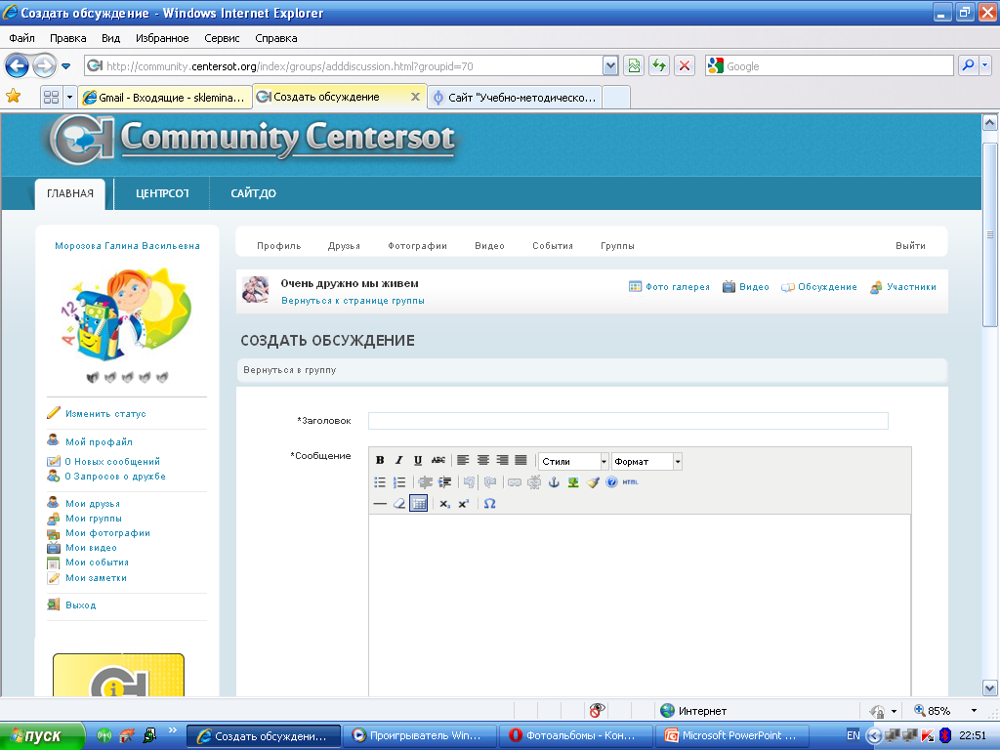 Создать обсуждение - Windows Internet Explorer
Файл Правка Вид Избранное Сервис Справка
http://community.centersot.org/index/groups/adddiscussion.html?groupid=70
Google
Gmail - Входящие - sklemina... Создать обсуждение X Сайт "Учебно-методическо...
Community Centersot
ГЛАВНАЯ ЦЕНТРСОТ САЙТДО
Морозова Галина Васильевна
Профиль Друзья Фотографии Видео События Группы Выйти
Очень дружно мы живем
Вернуться к странице группы
Фото галерея Видео Обсуждение Участники
СОЗДАТЬ ОБСУЖДЕНИЕ
Вернуться в группу
*Заголовок
*Сообщение
B I U ABC Стили Формат
HTML
Изменить статус
Мой профайл
0 Новых сообщений
0 Запросов о дружбе
Мои друзья
Мои группы
Мои фотографии
Мои видео
Мои события
Мои заметки
Выход
Интернет 85%
пуск
Создать обсуждени...
Проигрыватель Win...
Фотоальбомы - Кон...
Microsoft PowerPoint ...
EN 22:51